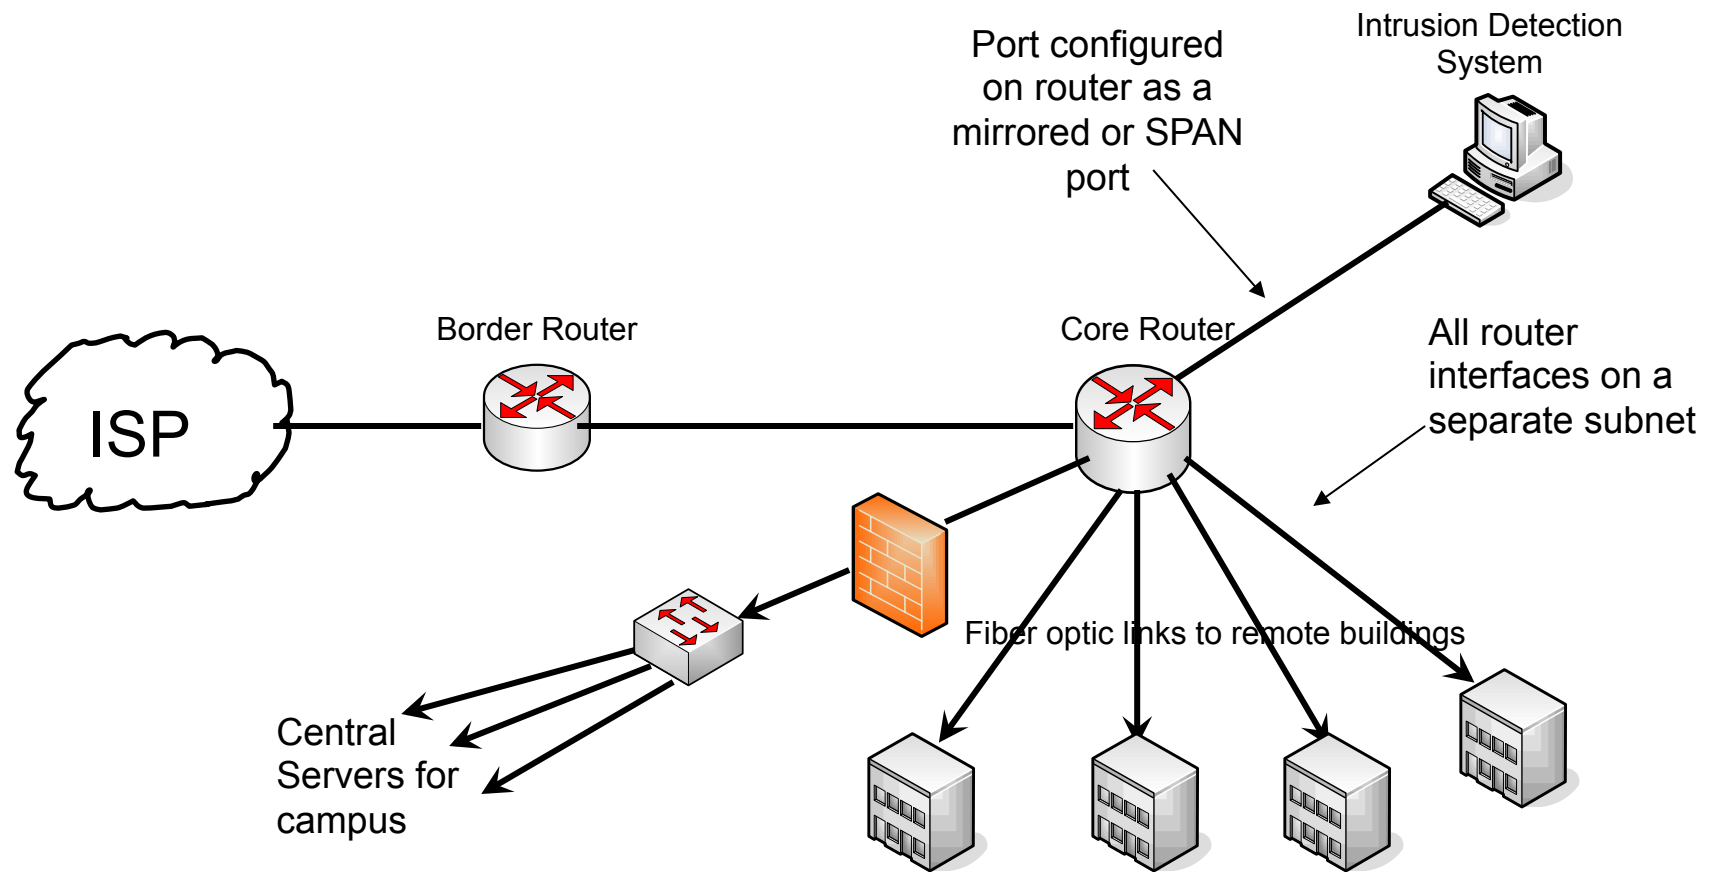 Intrusion Detection
System
Port configured
on router as a
mirrored or SPAN
port
Border Router
Core Router
All router
interfaces on a
separate subnet
ISP
Fiber optic links to remote buildings
Central
Servers for
campus